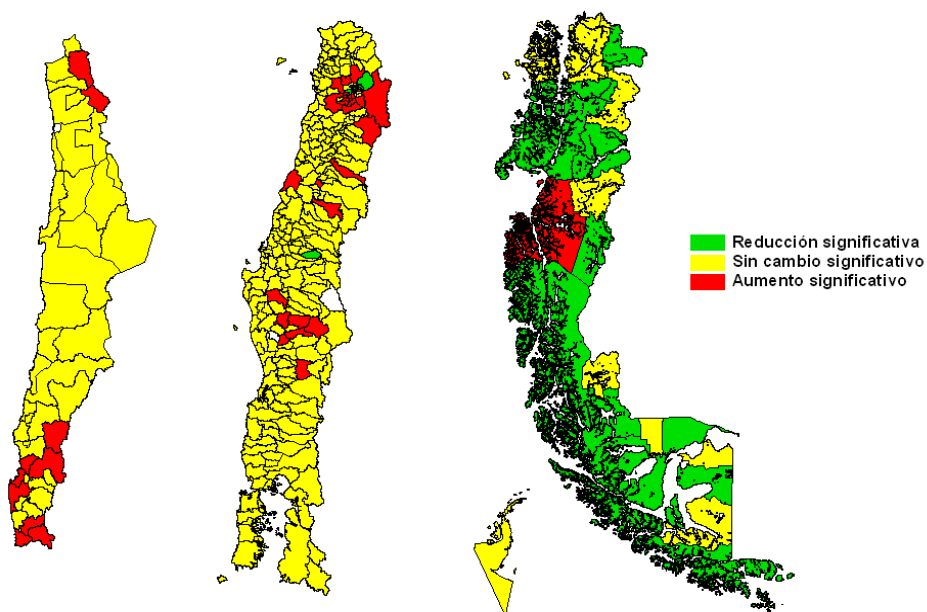 Reducción significativa
Sin cambio significativo
Aumento significativo